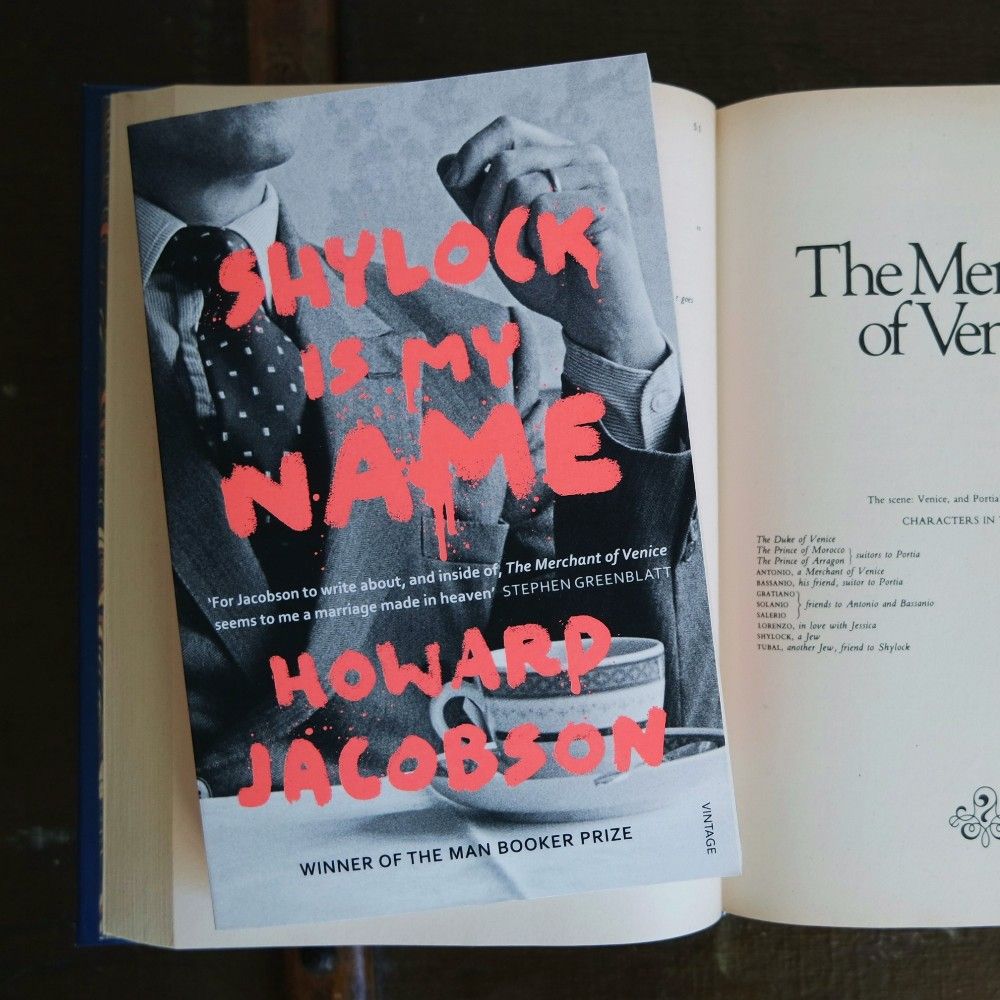 SHYLOCK
IS MY
NAME
'For Jacobson to write about, and inside of, The Merchant of Venice
seems to me a marriage made in heaven' STEPHEN GREENBLATT
HOWARD
JACOBSON
WINNER OF THE MAN BOOKER PRIZE
VINTAGE
goes
The Mer
of Ven
The scene: Venice, and Portia
CHARACTERS IN
The Duke of Venice
The Prince of Morocco
The Prince of Arragon } suitors to Portia
ANTONIO, a Merchant of Venice
BASSANIO, his friend, suitor to Portia
GRATIANO
SOLANIO } friends to Antonio and Bassanio
SALERIO
LORENZO, in love with Jessica
SHYLOCK, a Jew
TUBAL, another Jew, friend to Shylock